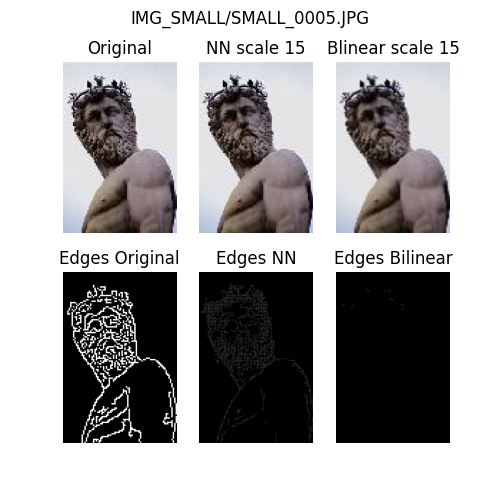 IMG_SMALL/SMALL_0005.JPG
Original NN scale 15 Blinear scale 15
Edges Original Edges NN Edges Bilinear